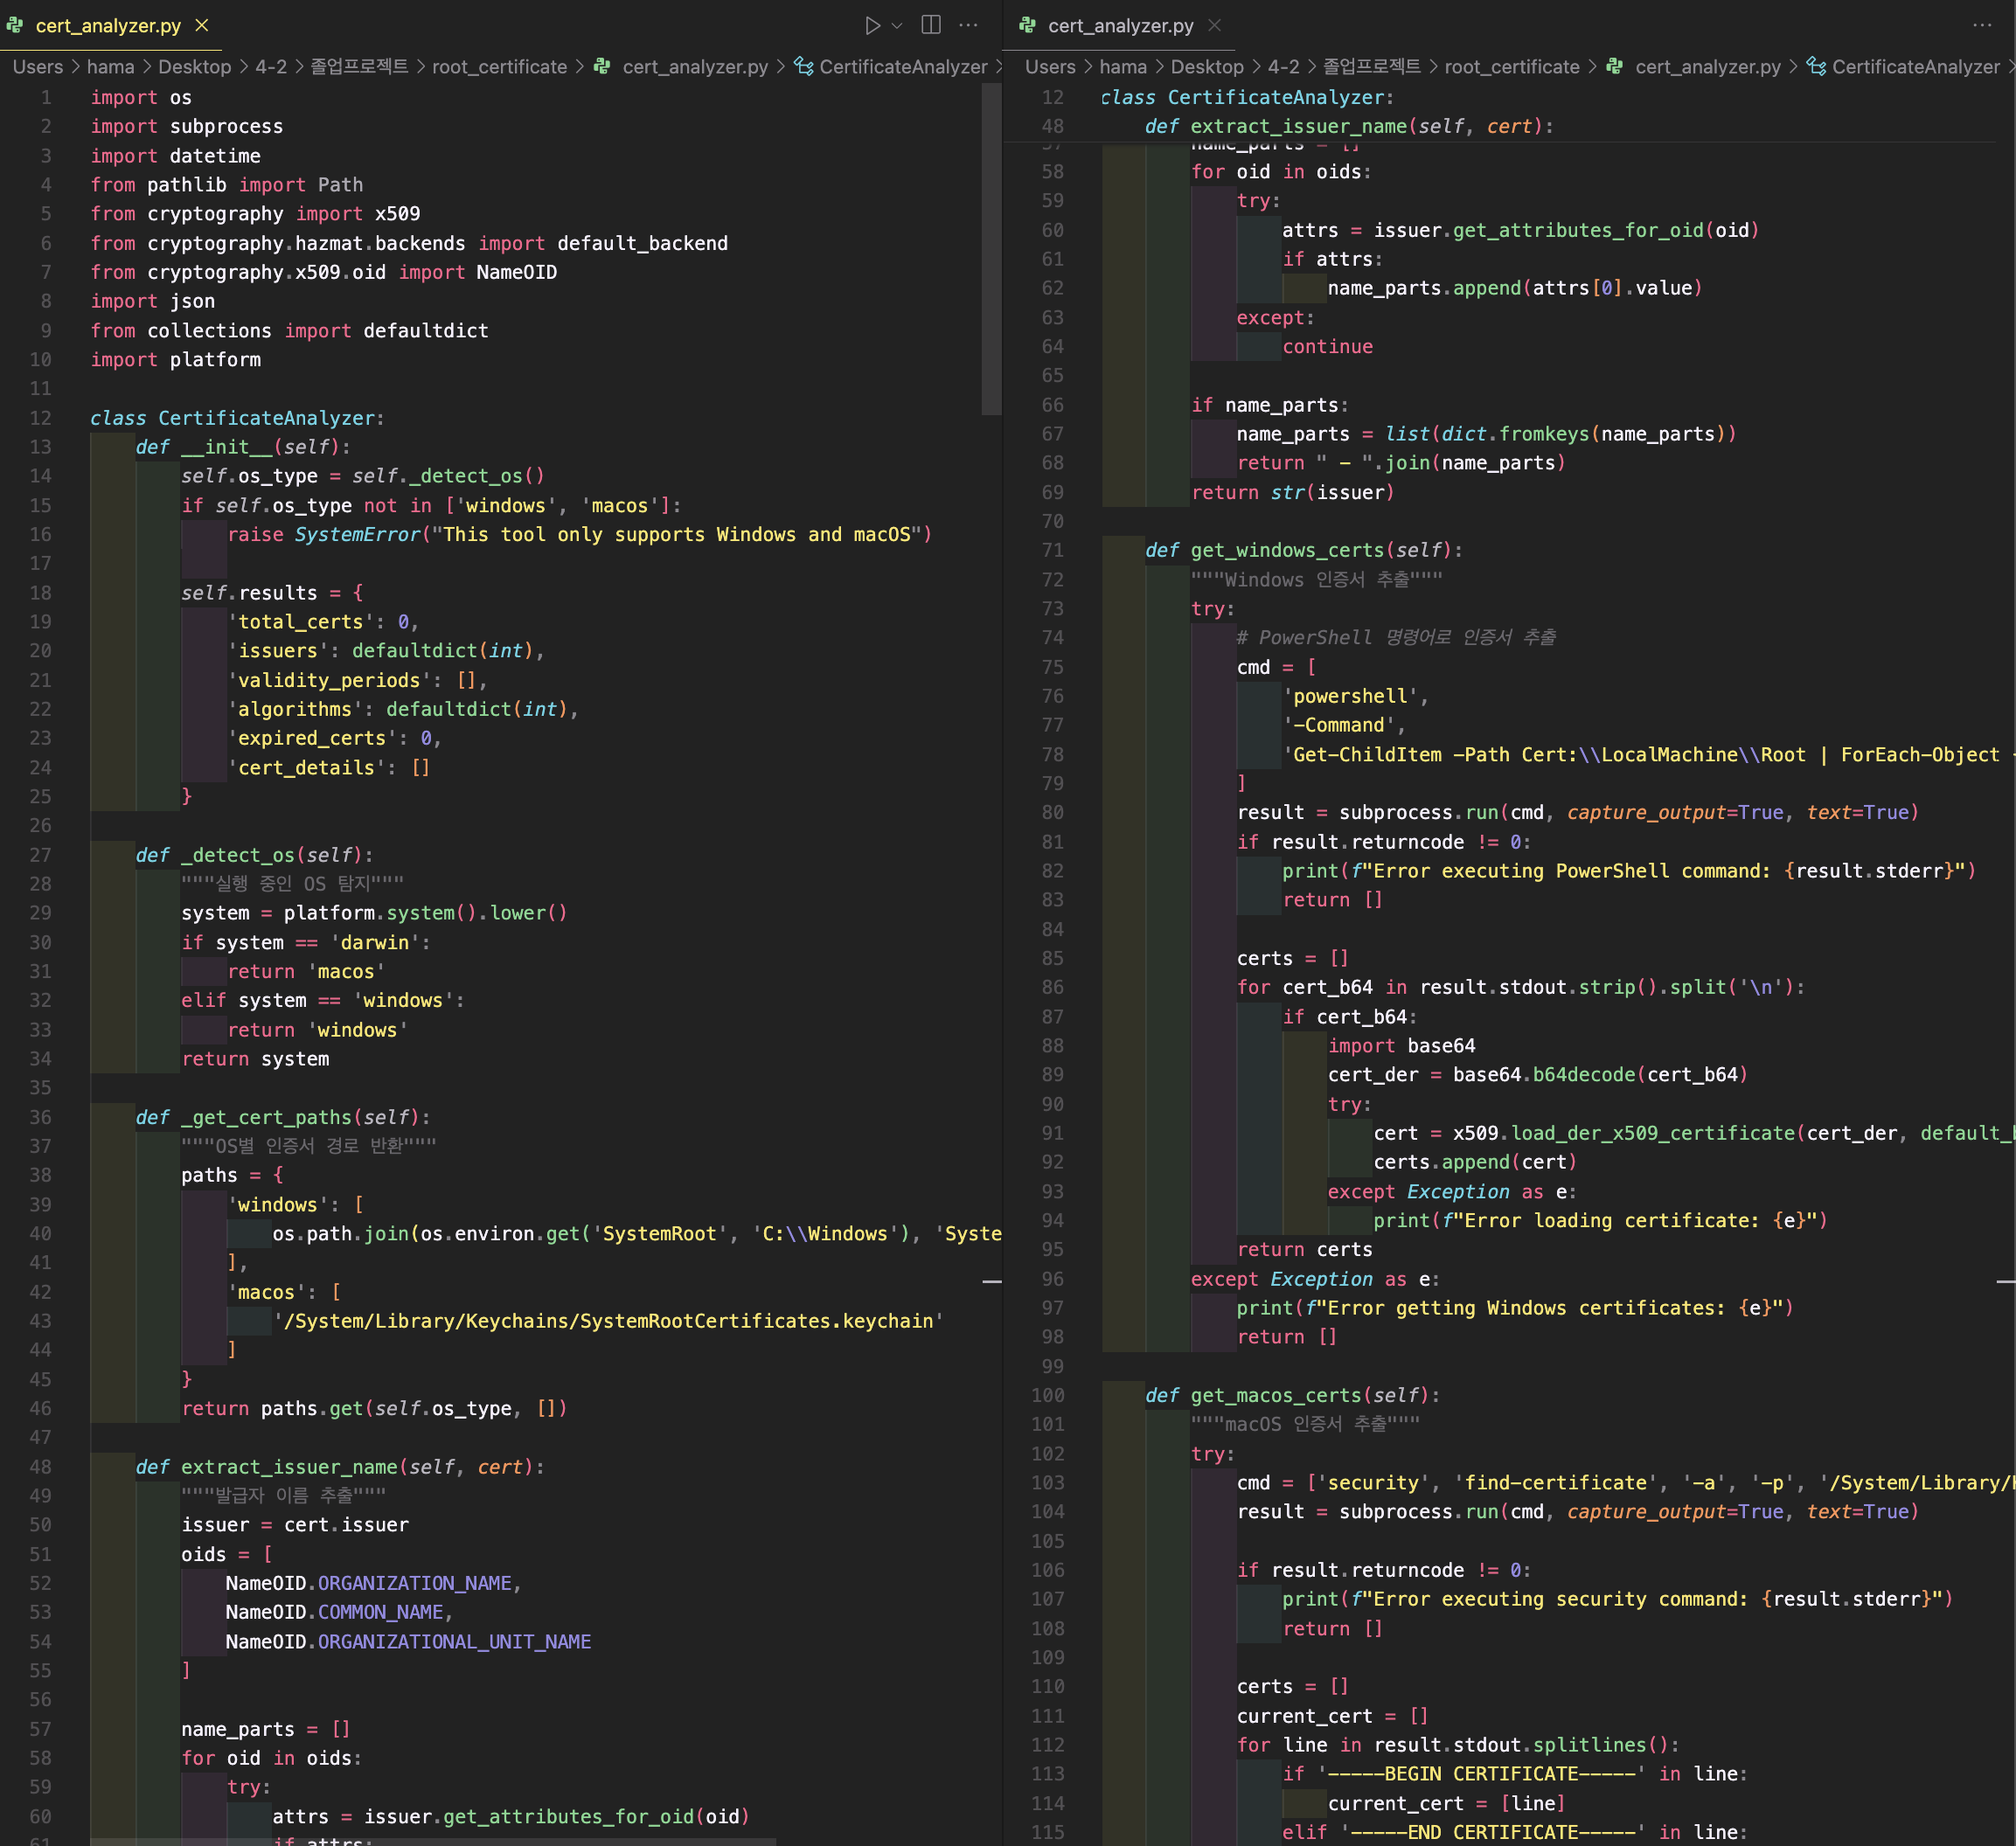 cert_analyzer.py
Users > hama > Desktop > 4-2 > 졸업프로젝트 > root_certificate > cert_analyzer.py > CertificateAnalyzer >
1 import os
2 import subprocess
3 import datetime
4 from pathlib import Path
5 from cryptography import x509
6 from cryptography.hazmat.backends import default_backend
7 from cryptography.x509.oid import NameOID
8 import json
9 from collections import defaultdict
10 import platform
11
12 class CertificateAnalyzer:
13     def __init__(self):
14         self.os_type = self._detect_os()
15         if self.os_type not in ['windows', 'macos']:
16             raise SystemError("This tool only supports Windows and macOS")
17
18         self.results = {
19             'total_certs': 0,
20             'issuers': defaultdict(int),
21             'validity_periods': [],
22             'algorithms': defaultdict(int),
23             'expired_certs': 0,
24             'cert_details': []
25         }
26
27     def _detect_os(self):
28         """실행 중인 OS 탐지"""
29         system = platform.system().lower()
30         if system == 'darwin':
31             return 'macos'
32         elif system == 'windows':
33             return 'windows'
34         return system
35
36     def _get_cert_paths(self):
37         """OS별 인증서 경로 반환"""
38         paths = {
39             'windows': [
40                 os.path.join(os.environ.get('SystemRoot', 'C:\\Windows'), 'Syste
41             ],
42             'macos': [
43                 '/System/Library/Keychains/SystemRootCertificates.keychain'
44             ]
45         }
46         return paths.get(self.os_type, [])
47
48     def extract_issuer_name(self, cert):
49         """발급자 이름 추출"""
50         issuer = cert.issuer
51         oids = [
52             NameOID.ORGANIZATION_NAME,
53             NameOID.COMMON_NAME,
54             NameOID.ORGANIZATIONAL_UNIT_NAME
55         ]
56
57         name_parts = []
58         for oid in oids:
59             try:
60                 attrs = issuer.get_attributes_for_oid(oid)
61                 if attrs:
cert_analyzer.py
Users > hama > Desktop > 4-2 > 졸업프로젝트 > root_certificate > cert_analyzer.py > CertificateAnalyzer >
12 class CertificateAnalyzer:
48     def extract_issuer_name(self, cert):
57         name_parts = []
58         for oid in oids:
59             try:
60                 attrs = issuer.get_attributes_for_oid(oid)
61                 if attrs:
62                     name_parts.append(attrs[0].value)
63             except:
64                 continue
65
66         if name_parts:
67             name_parts = list(dict.fromkeys(name_parts))
68             return " - ".join(name_parts)
69         return str(issuer)
70
71     def get_windows_certs(self):
72         """Windows 인증서 추출"""
73         try:
74             # PowerShell 명령어로 인증서 추출
75             cmd = [
76                 'powershell',
77                 '-Command',
78                 'Get-ChildItem -Path Cert:\\LocalMachine\\Root | ForEach-Object
79             ]
80             result = subprocess.run(cmd, capture_output=True, text=True)
81             if result.returncode != 0:
82                 print(f"Error executing PowerShell command: {result.stderr}")
83                 return []
84
85             certs = []
86             for cert_b64 in result.stdout.strip().split('\n'):
87                 if cert_b64:
88                     import base64
89                     cert_der = base64.b64decode(cert_b64)
90                     try:
91                         cert = x509.load_der_x509_certificate(cert_der, default_
92                         certs.append(cert)
93                     except Exception as e:
94                         print(f"Error loading certificate: {e}")
95             return certs
96         except Exception as e:
97             print(f"Error getting Windows certificates: {e}")
98             return []
99
100     def get_macos_certs(self):
101         """macOS 인증서 추출"""
102         try:
103             cmd = ['security', 'find-certificate', '-a', '-p', '/System/Library/
104             result = subprocess.run(cmd, capture_output=True, text=True)
105
106             if result.returncode != 0:
107                 print(f"Error executing security command: {result.stderr}")
108                 return []
109
110             certs = []
111             current_cert = []
112             for line in result.stdout.splitlines():
113                 if '-----BEGIN CERTIFICATE-----' in line:
114                     current_cert = [line]
115                 elif '-----END CERTIFICATE-----' in line: